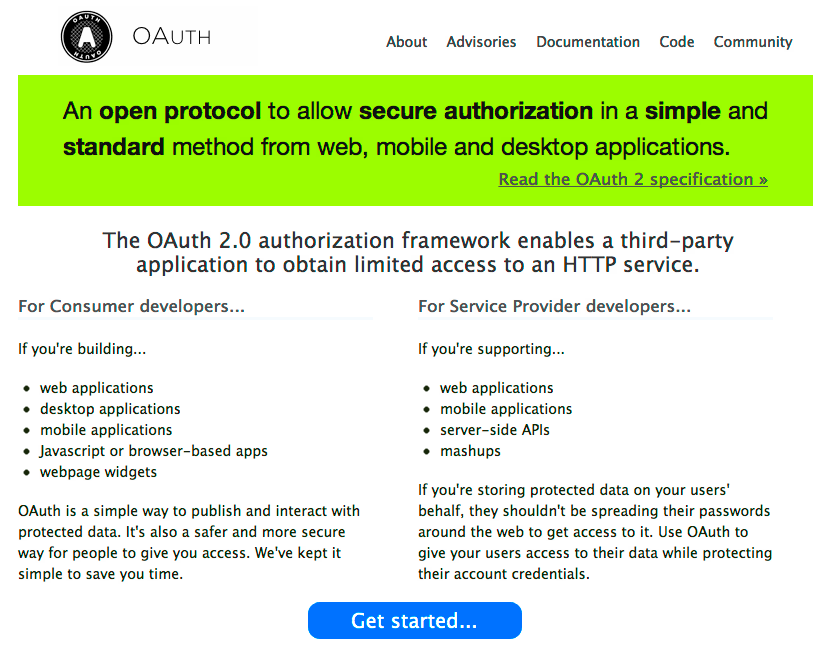 OAUTH
A
OAUTH
OAUTH
About Advisories Documentation Code Community
An open protocol to allow secure authorization in a simple and
standard method from web, mobile and desktop applications.
Read the OAuth 2 specification »
The OAuth 2.0 authorization framework enables a third-party
application to obtain limited access to an HTTP service.
For Consumer developers...
If you're building...
• web applications
• desktop applications
• mobile applications
• Javascript or browser-based apps
• webpage widgets
OAuth is a simple way to publish and interact with
protected data. It's also a safer and more secure
way for people to give you access. We've kept it
simple to save you time.
For Service Provider developers...
If you're supporting...
• web applications
• mobile applications
• server-side APIs
• mashups
If you're storing protected data on your users'
behalf, they shouldn't be spreading their passwords
around the web to get access to it. Use OAuth to
give your users access to their data while protecting
their account credentials.
Get started...